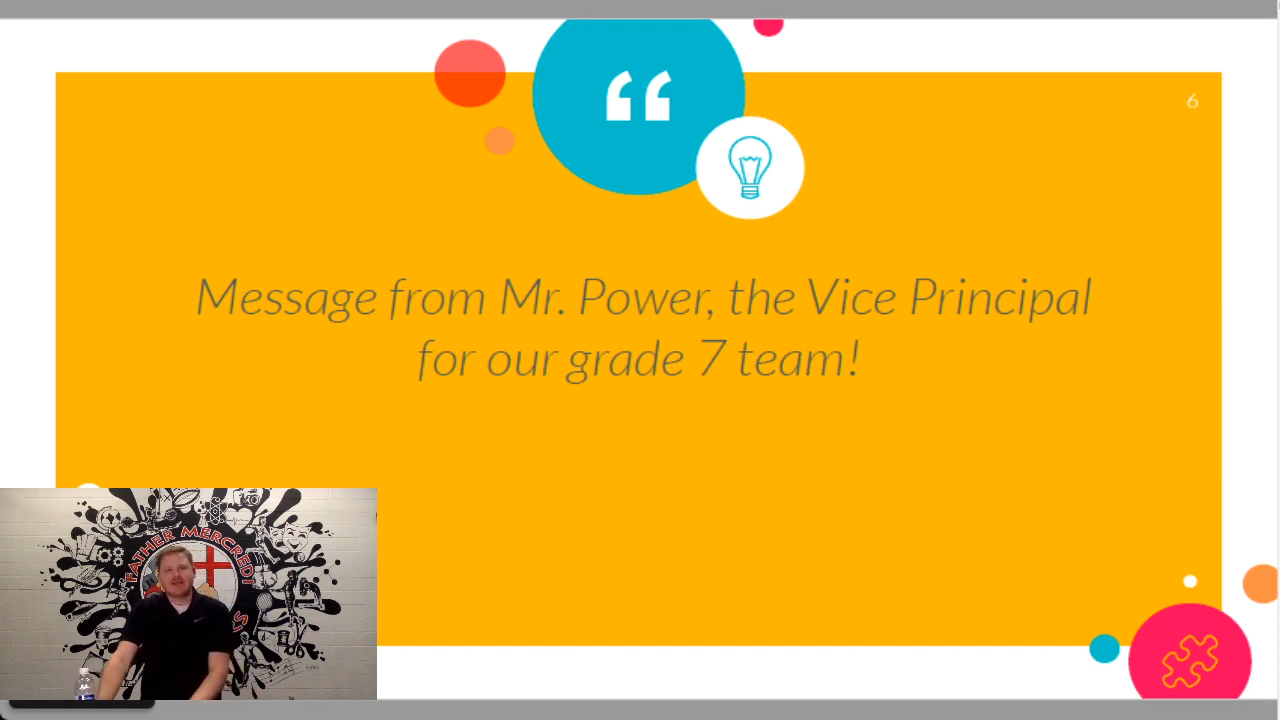 “
6
Message from Mr. Power, the Vice Principal
for our grade 7 team!
FATHER MERCREDI